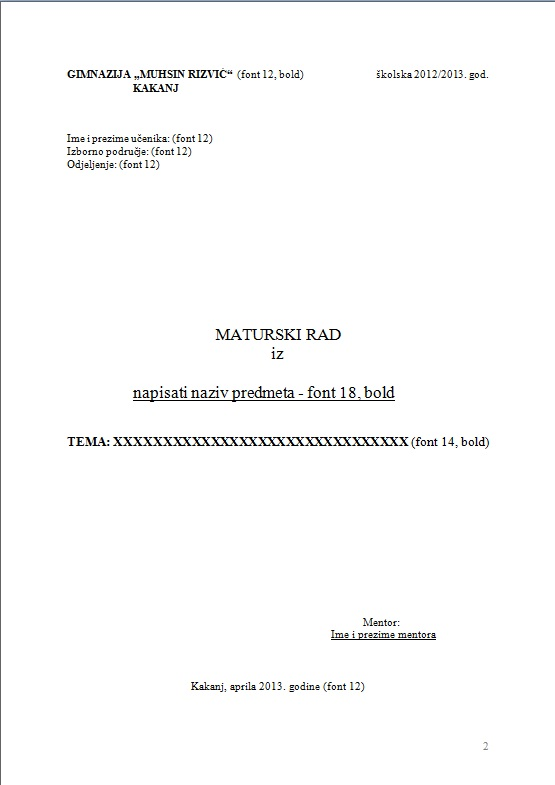 GIMNAZIJA „MUHSIN RIZVIĆ“ (font 12, bold) školska 2012/2013. god.
KAKANJ
Ime i prezime učenika: (font 12)
Izborno područje: (font 12)
Odjeljenje: (font 12)
MATURSKI RAD
iz
napisati naziv predmeta - font 18, bold
TEMA: XXXXXXXXXXXXXXXXXXXXXXXXXXXXXX (font 14, bold)
Mentor:
Ime i prezime mentora
Kakanj, aprila 2013. godine (font 12)
2